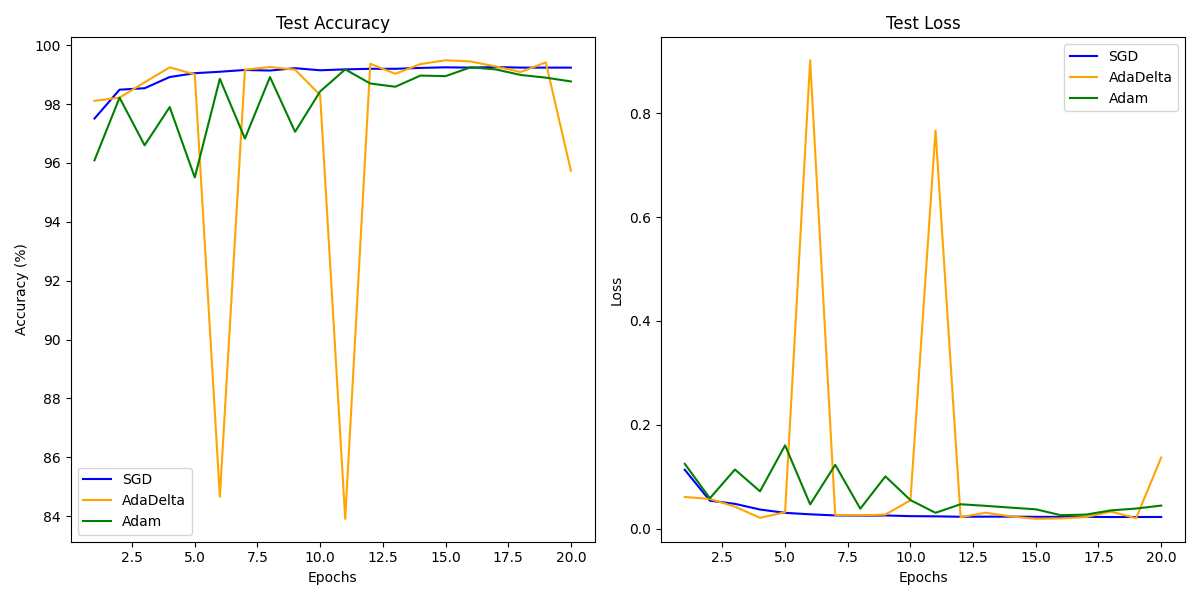 Test Accuracy
Accuracy (%)
100
98
96
94
92
90
88
86
84
SGD
AdaDelta
Adam
2.5 5.0 7.5 10.0 12.5 15.0 17.5 20.0
Epochs
Test Loss
Loss
0.8
0.6
0.4
0.2
0.0
SGD
AdaDelta
Adam
2.5 5.0 7.5 10.0 12.5 15.0 17.5 20.0
Epochs